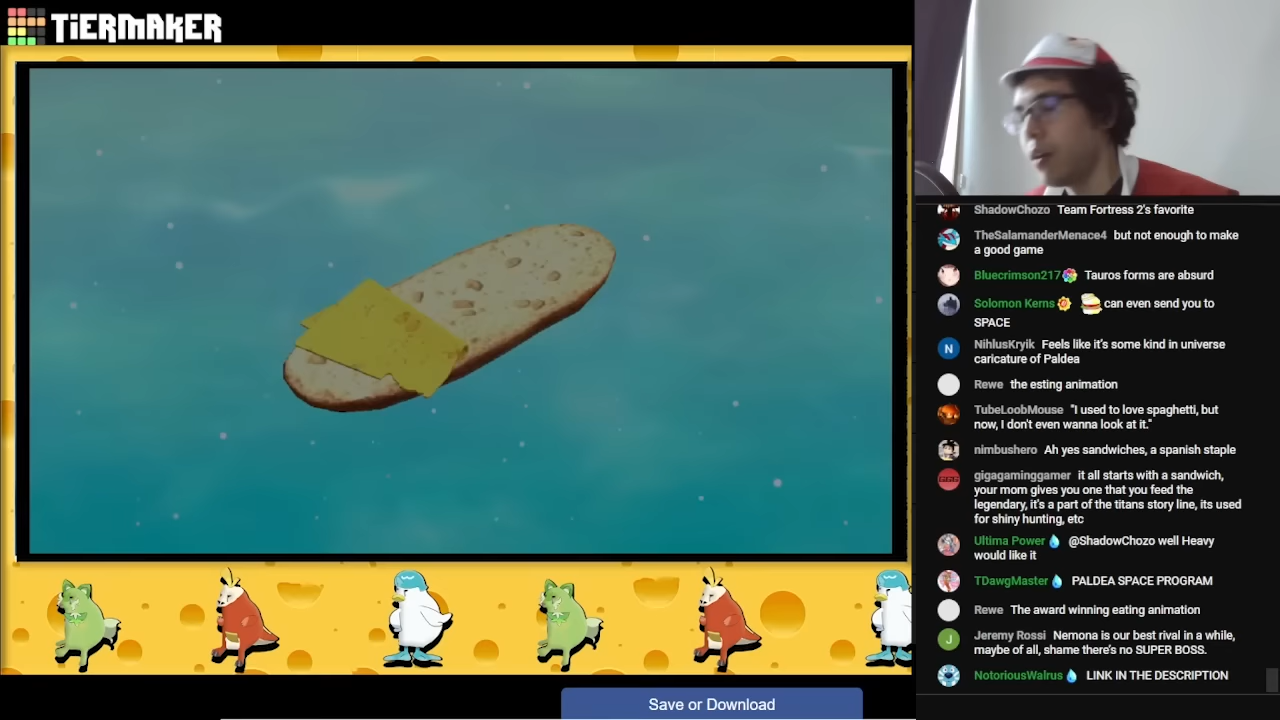 TIERMAKER
ShadowChozo Team Fortress 2's favorite
TheSalamanderMenace4 but not enough to make
a good game
Bluecrimson217 Tauros forms are absurd
Solomon Kerns can even send you to
SPACE
N
NihlusKryik Feels like it's some kind in universe
caricature of Paldea
Rewe the esting animation
TubeLoobMouse "I used to love spaghetti, but
now, I don't even wanna look at it."
nimbushero Ah yes sandwiches, a spanish staple
GGG
gigagaminggamer it all starts with a sandwich,
your mom gives you one that you feed the
legendary, it's a part of the titans story line, its used
for shiny hunting, etc
Ultima Power @ShadowChozo well Heavy
would like it
TDawgMaster PALDEA SPACE PROGRAM
Rewe The award winning eating animation
J
Jeremy Rossi Nemona is our best rival in a while,
maybe of all, shame there's no SUPER BOSS.
NotoriousWalrus LINK IN THE DESCRIPTION
Save or Download